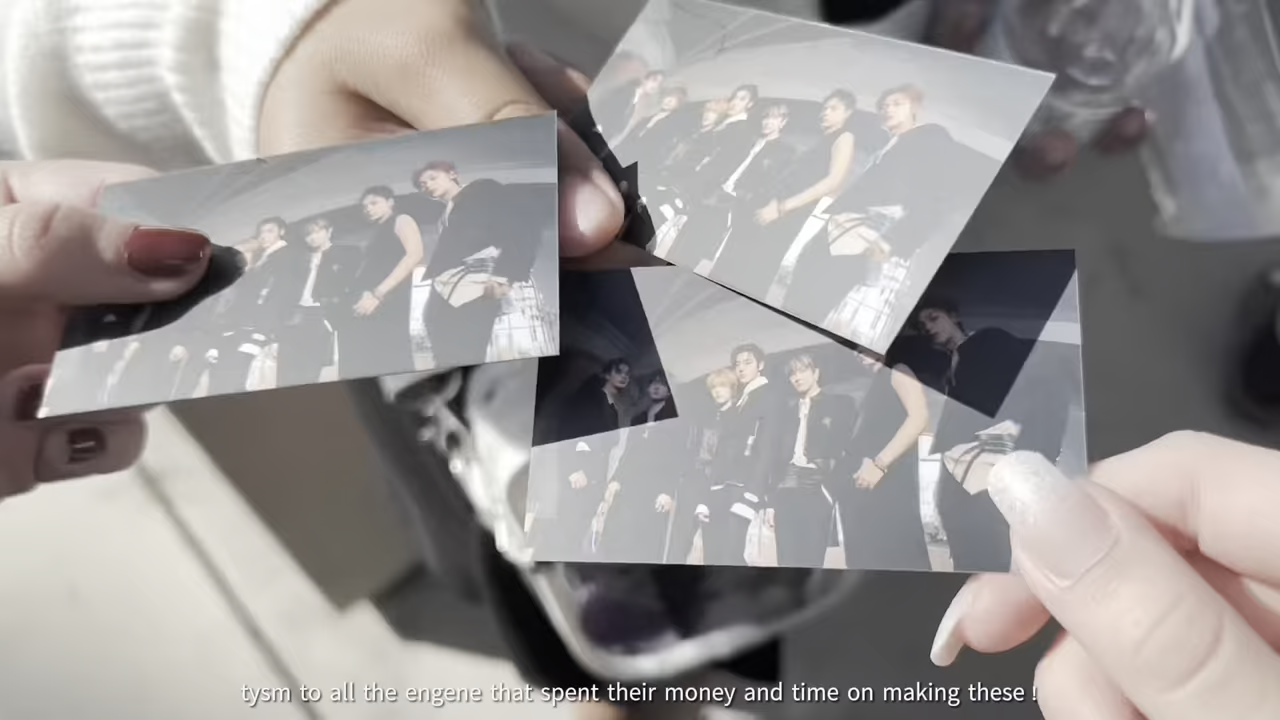 tysm to all the engene that spent their money and time on making these !